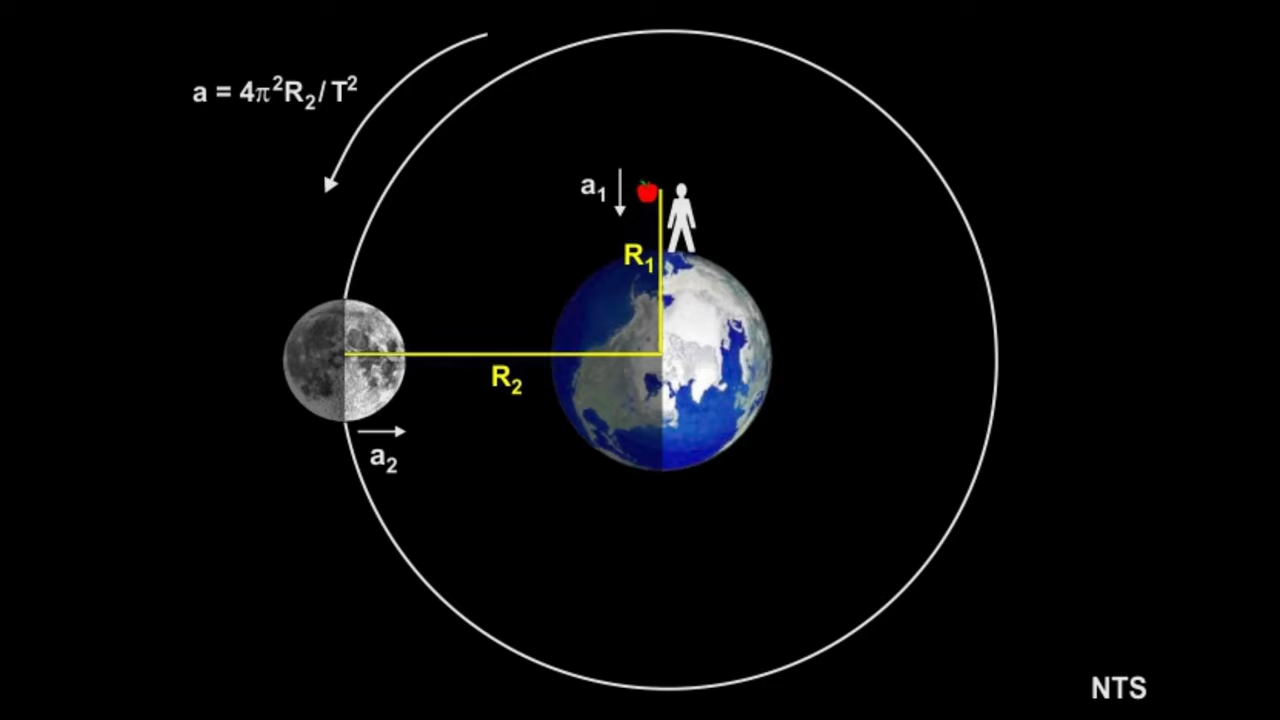 a = 4π²R₂/T²
a₁
R₁
R₂
a₂
NTS